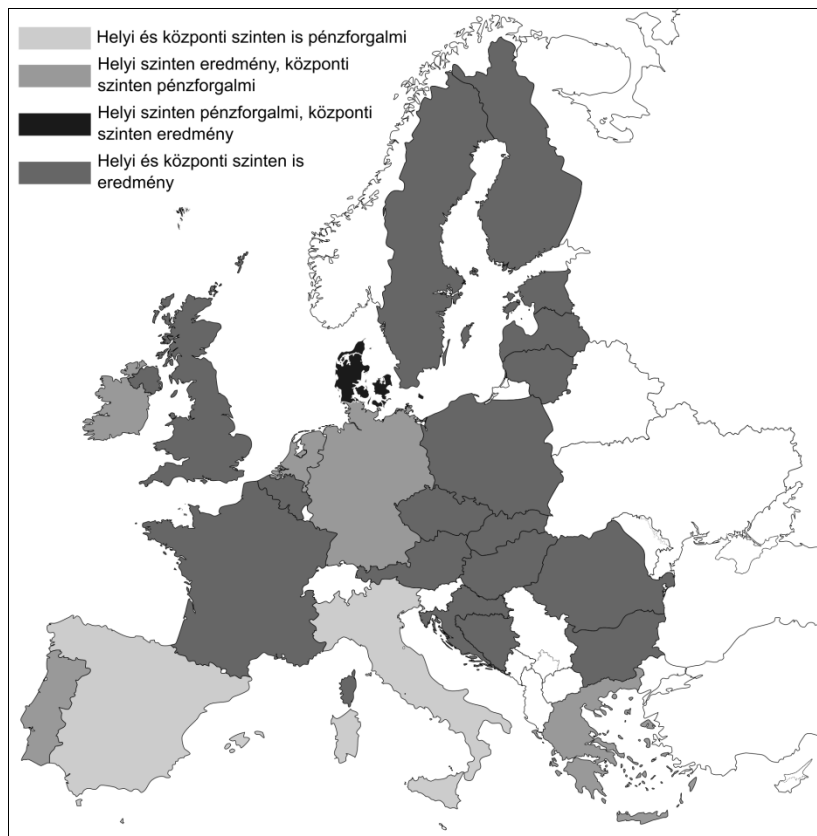 Helyi és központi szinten is pénzforgalmi
Helyi szinten eredmény, központi
szinten pénzforgalmi
Helyi szinten pénzforgalmi, központi
szinten eredmény
Helyi és központi szinten is
eredmény
4